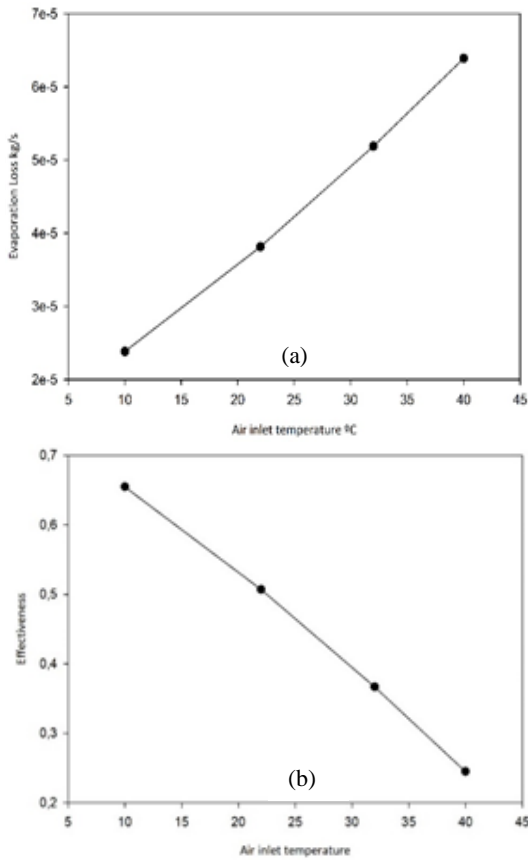 7e-5
6e-5
5e-5
4e-5
3e-5
2e-5
Evaporation Loss kg/s
(a)
5 10 15 20 25 30 35 40 45
Air inlet temperature ºC
0,7
0,6
0,5
0,4
0,3
0,2
Effectiveness
(b)
5 10 15 20 25 30 35 40 45
Air inlet temperature